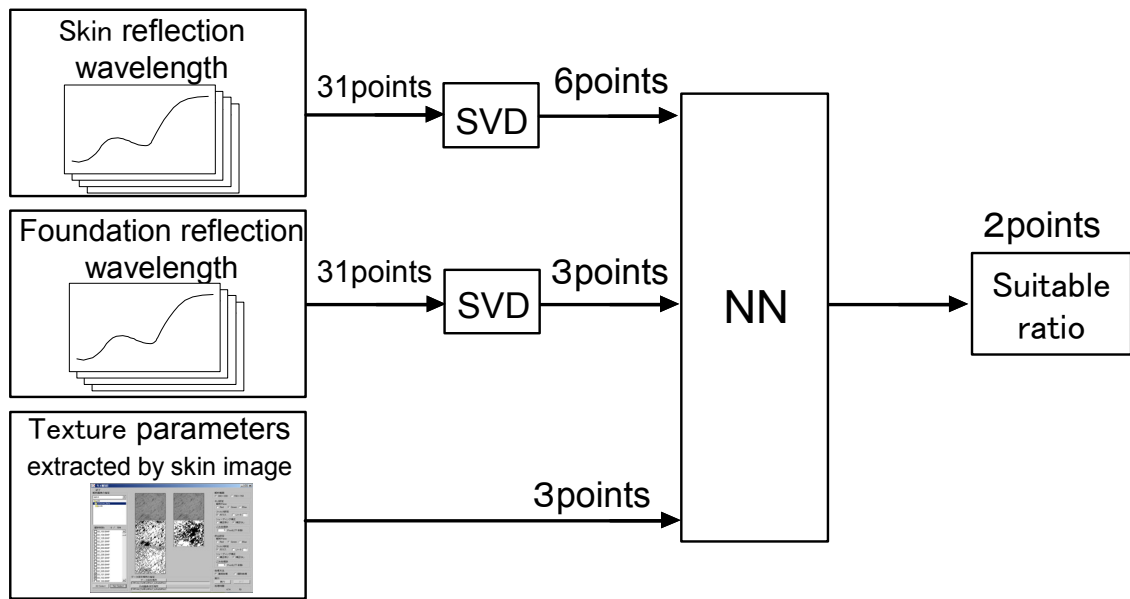 Skin reflection
wavelength
31points
SVD
6points
Foundation reflection
wavelength
31points
SVD
3points
NN
2points
Suitable
ratio
Texture parameters
extracted by skin image
3points